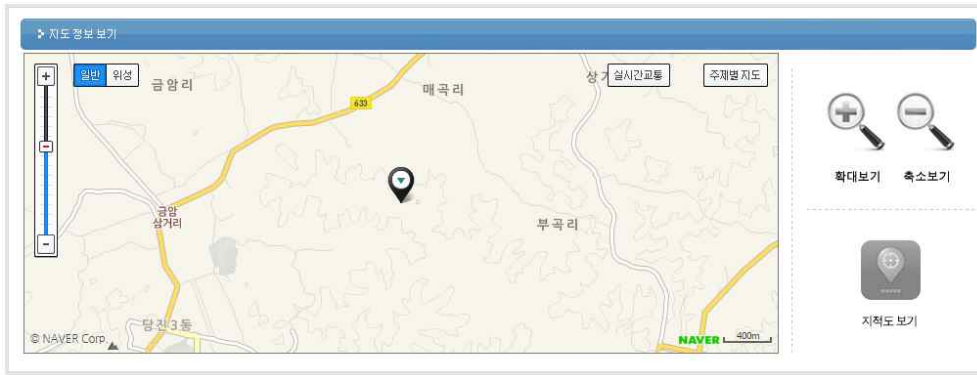 지도 정보 보기
일반 위성
실시간교통
주제별 지도
금암리
633
매곡리
상
금암
삼거리
부곡리
당진3동
© NAVER Corp.
NAVER 400m
확대보기 축소보기
NAVER
지적도 보기